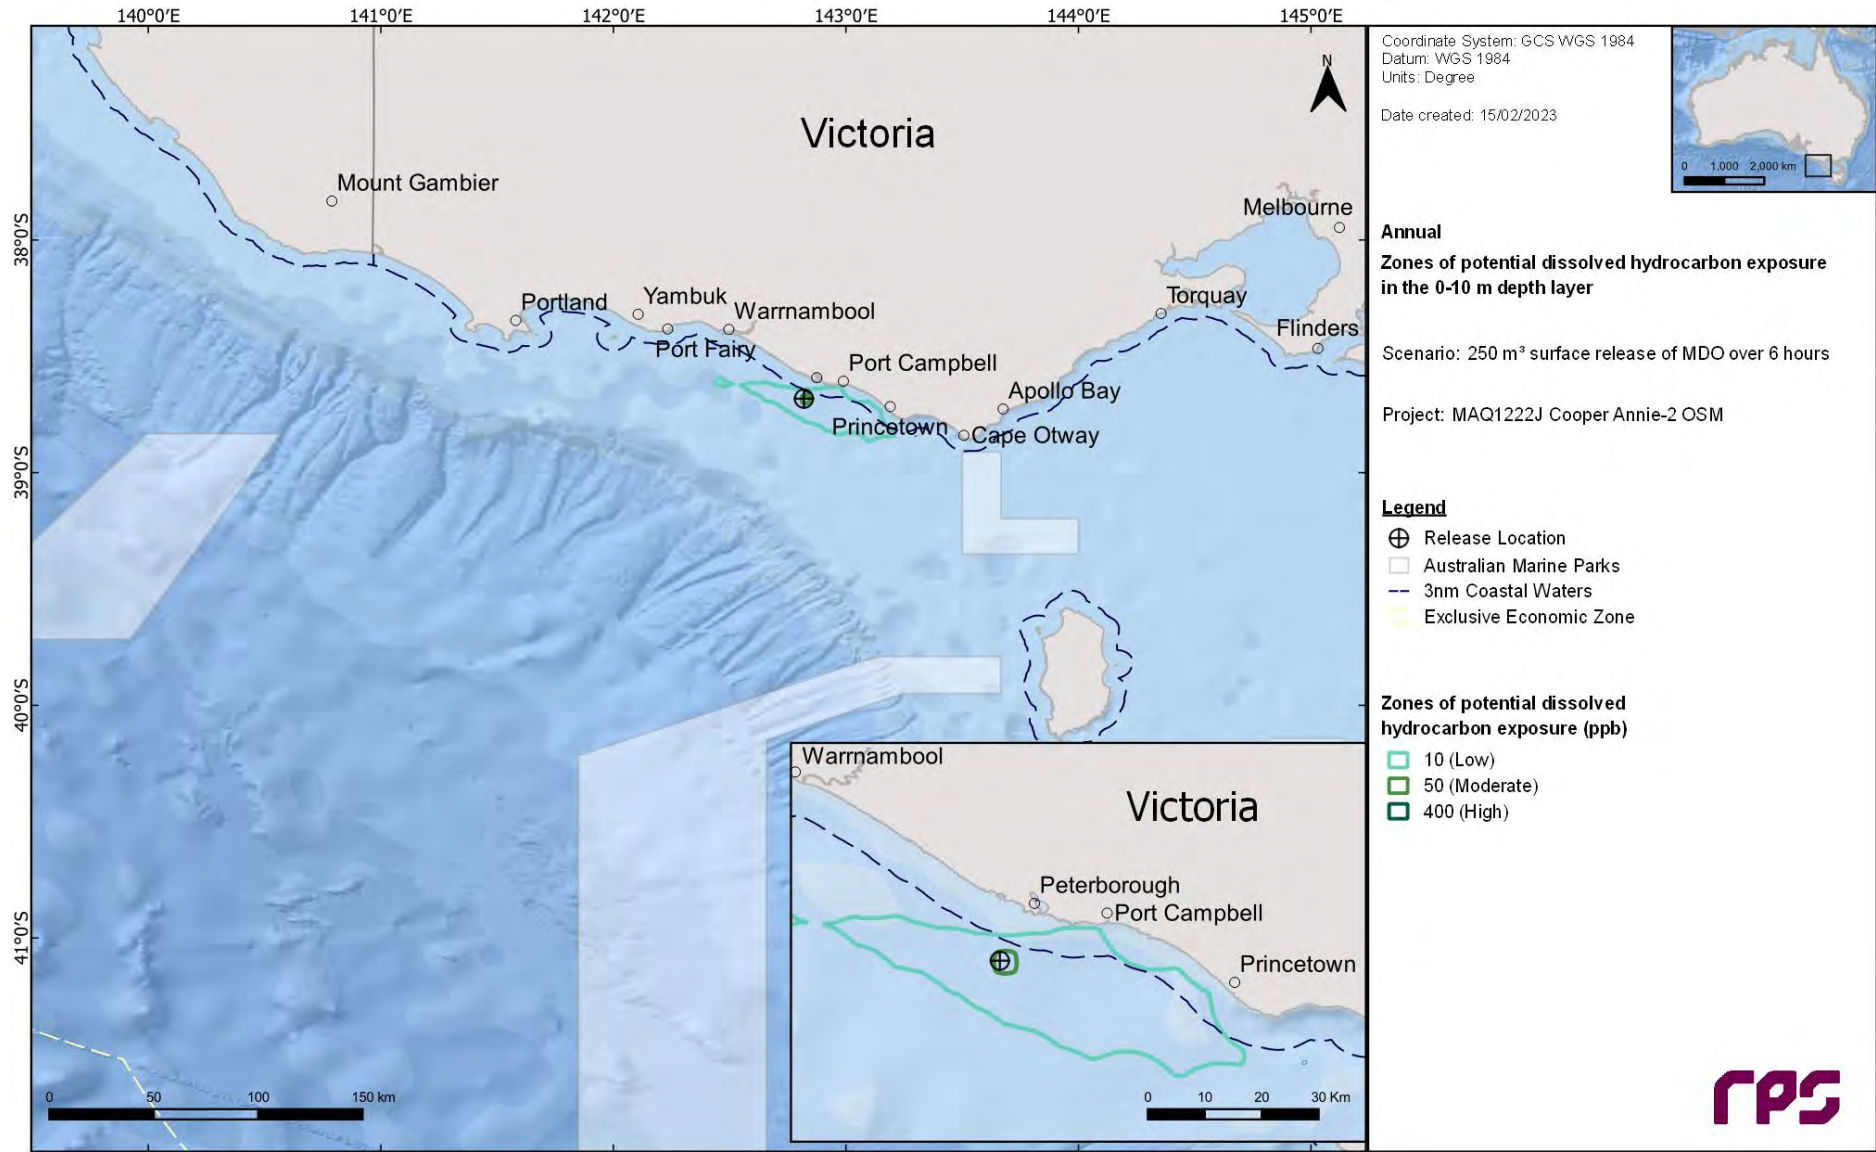 140°0'E 141°0'E 142°0'E 143°0'E 144°0'E 145°0'E
38°0'S
39°0'S
40°0'S
41°0'S
N
Victoria
Mount Gambier
Melbourne
Portland
Yambuk
Warrnambool
Torquay
Port Fairy
Flinders
Port Campbell
Apollo Bay
Princetown
Cape Otway
0 50 100 150 km
Warrnambool
Victoria
Peterborough
Port Campbell
Princetown
0 10 20 30 Km
Coordinate System: GCS WGS 1984
Datum: WGS 1984
Units: Degree
Date created: 15/02/2023
0 1,000 2,000 km
Annual
Zones of potential dissolved hydrocarbon exposure
in the 0-10 m depth layer
Scenario: 250 m³ surface release of MDO over 6 hours
Project: MAQ1222J Cooper Annie-2 OSM
Legend
Release Location
Australian Marine Parks
3nm Coastal Waters
Exclusive Economic Zone
Zones of potential dissolved
hydrocarbon exposure (ppb)
10 (Low)
50 (Moderate)
400 (High)
rps